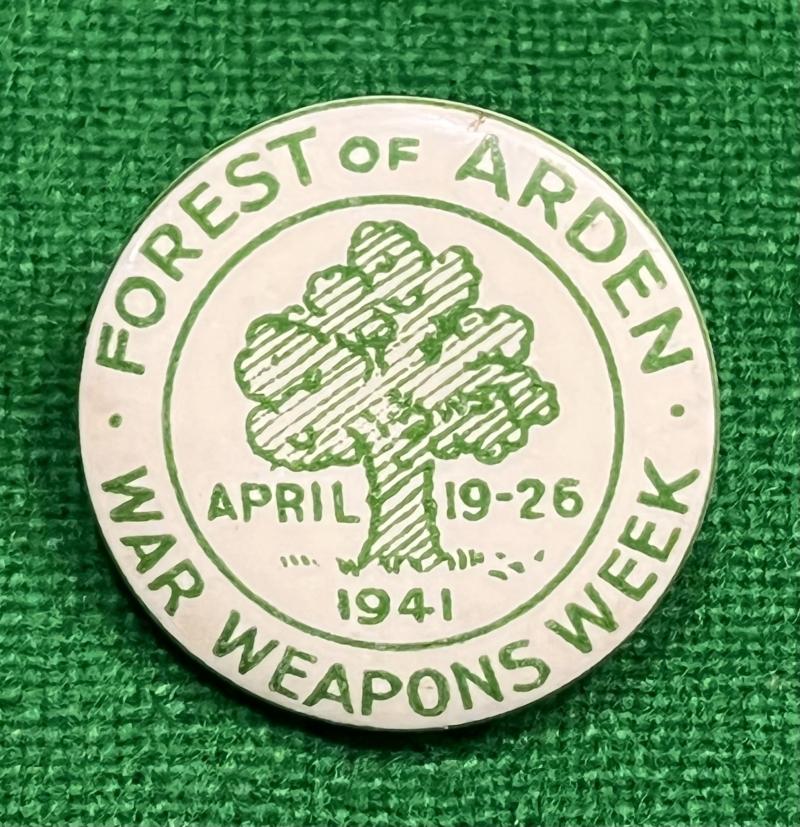 FOREST OF ARDEN
APRIL 19-26
1941
· WAR WEAPONS WEEK ·